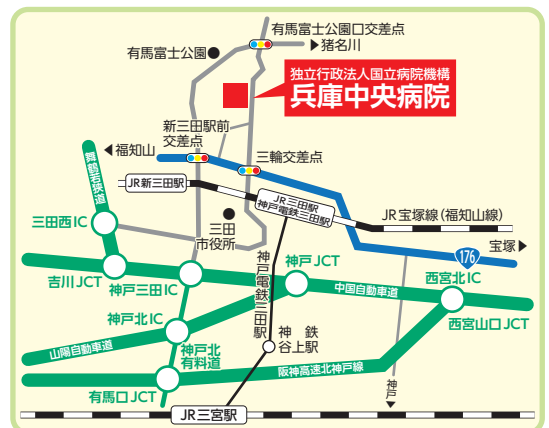 有馬富士公園口交差点
▶猪名川
有馬富士公園
独立行政法人国立病院機構
兵庫中央病院
新三田駅前
交差点
◀福知山
三輪交差点
舞鶴若狭道
JR新三田駅
JR三田駅
神戸電鉄三田駅
JR宝塚線(福知山線)
三田西IC
三田
市役所
宝塚▶
176
吉川JCT
神戸三田IC
神戸電鉄三田駅
神戸JCT
中国自動車道
西宮北IC
神戸北IC
西宮山口JCT
山陽自動車道
神戸北
有料道
神鉄
谷上駅
阪神高速北神戸線
有馬口JCT
神戸▼
JR三宮駅